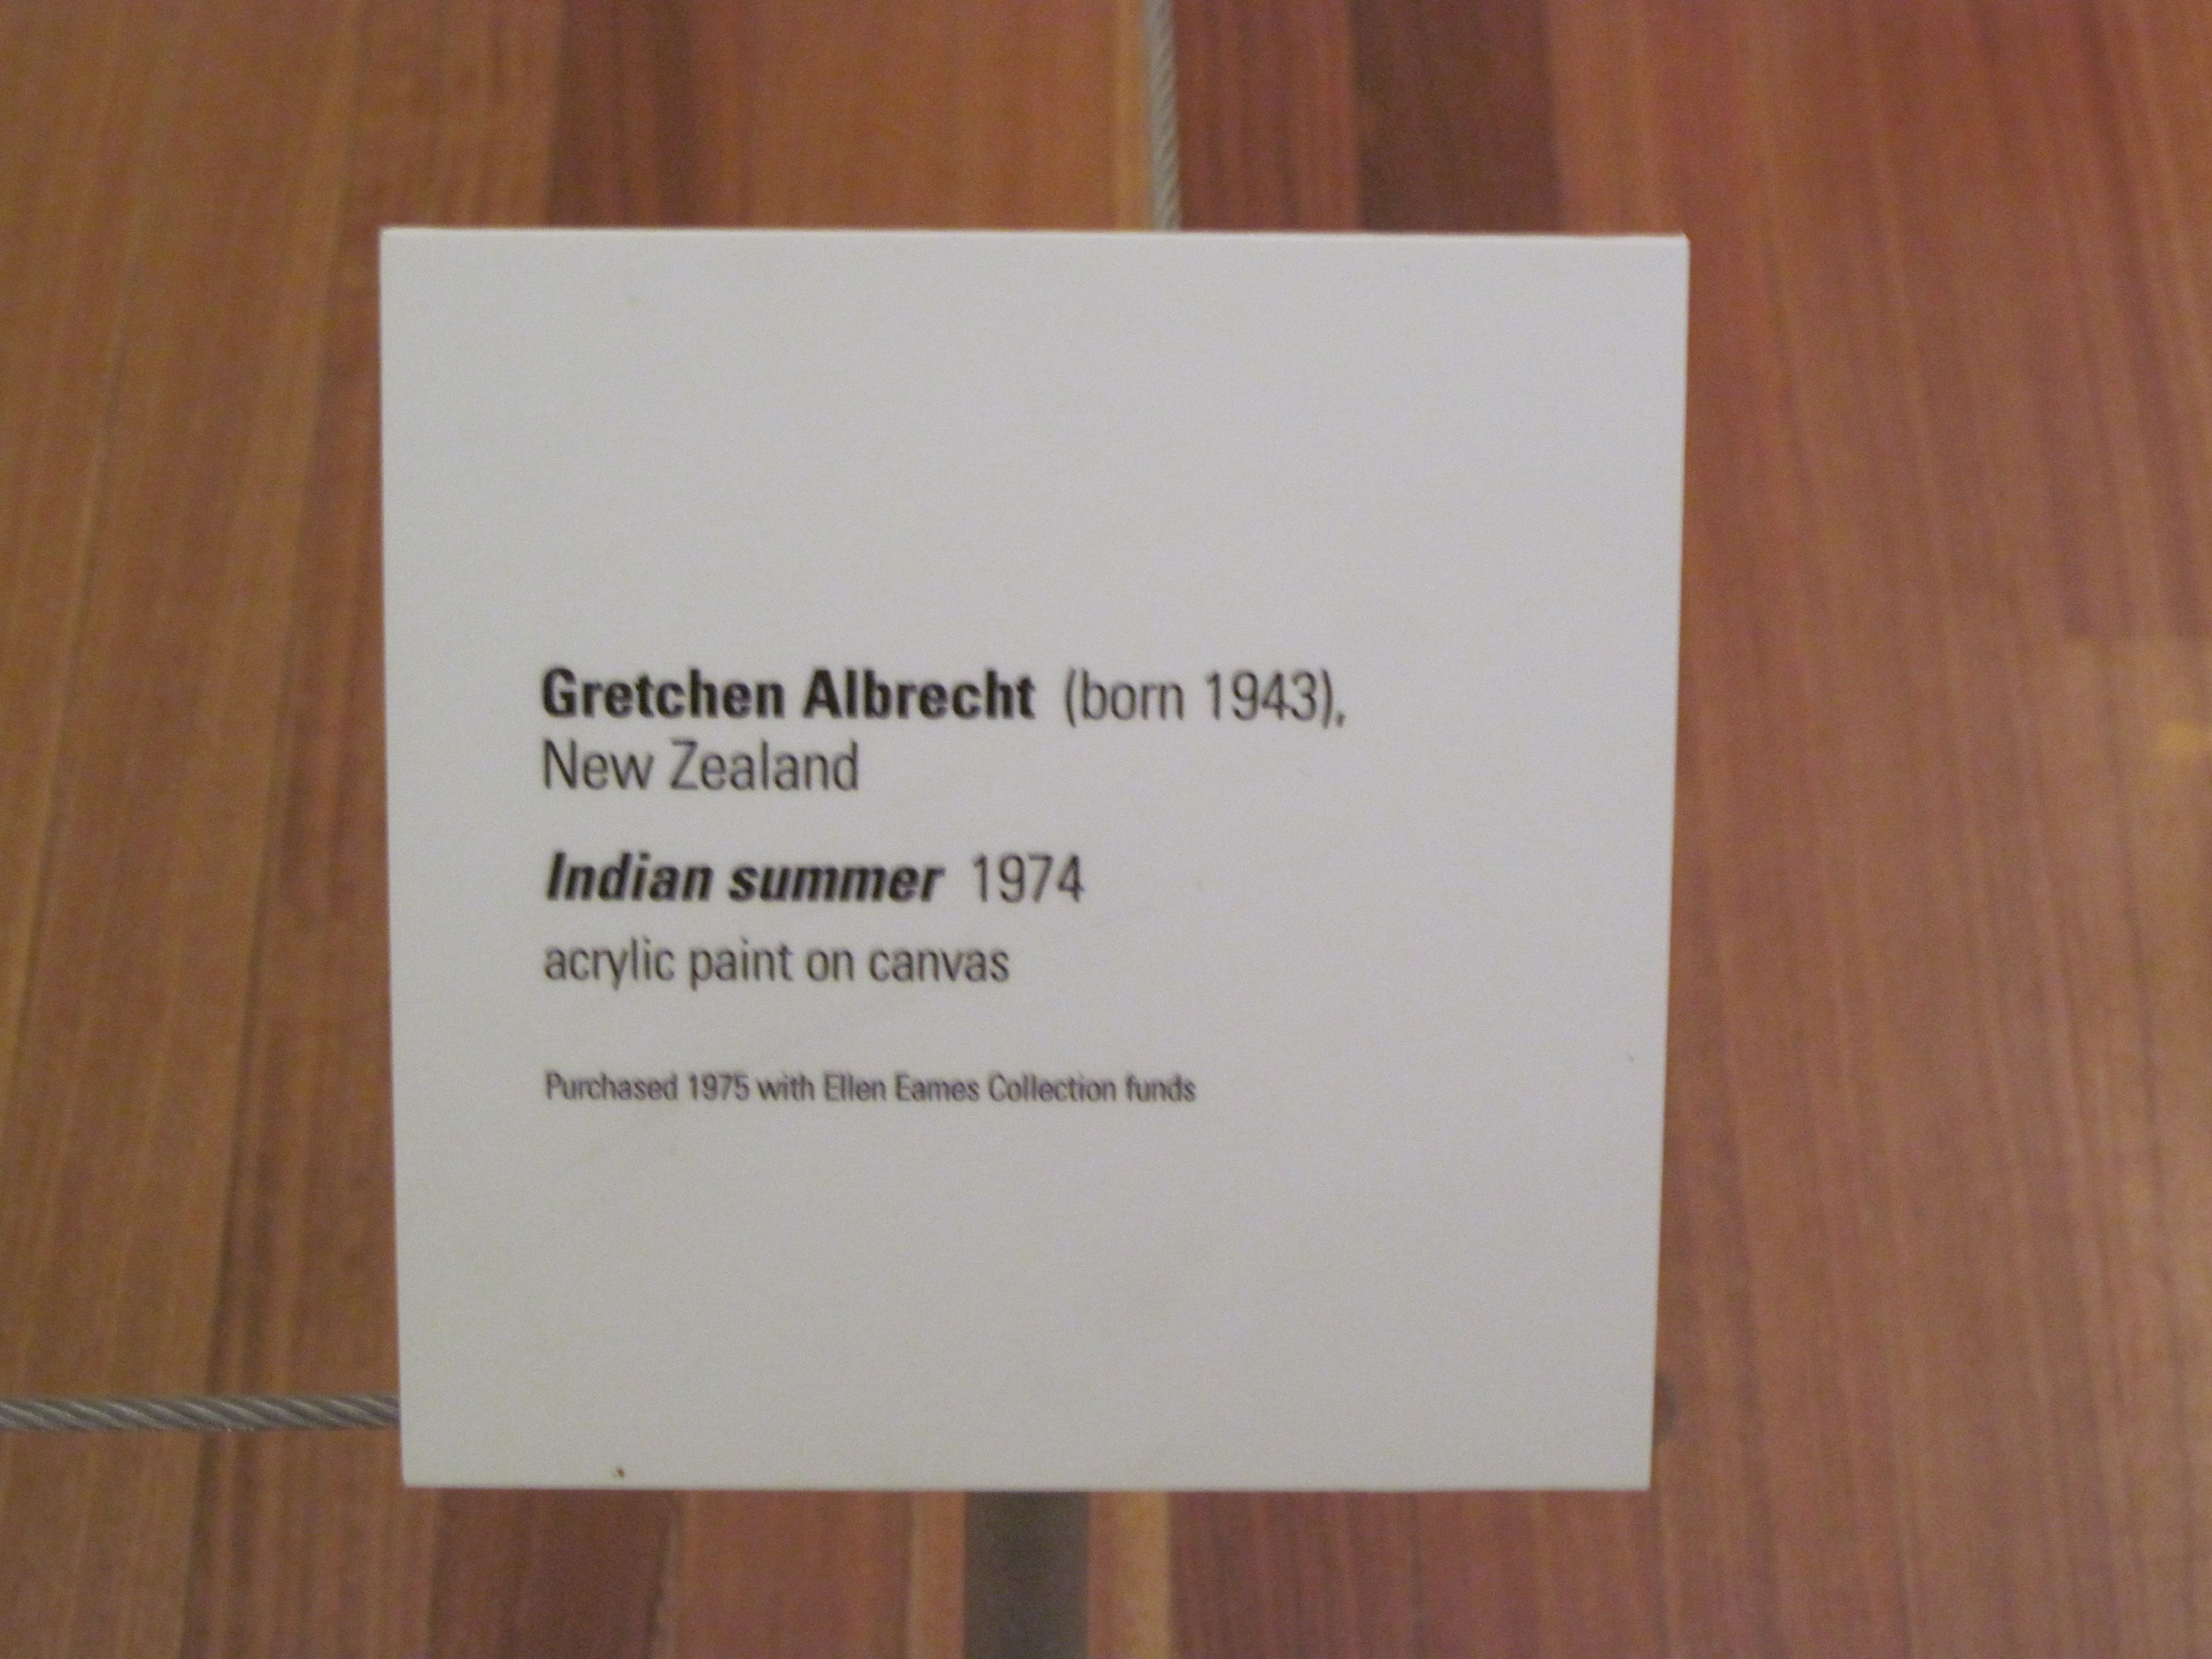 Gretchen Albrecht (born 1943),
New Zealand
Indian summer 1974
acrylic paint on canvas
Purchased 1975 with Ellen Eames Collection funds